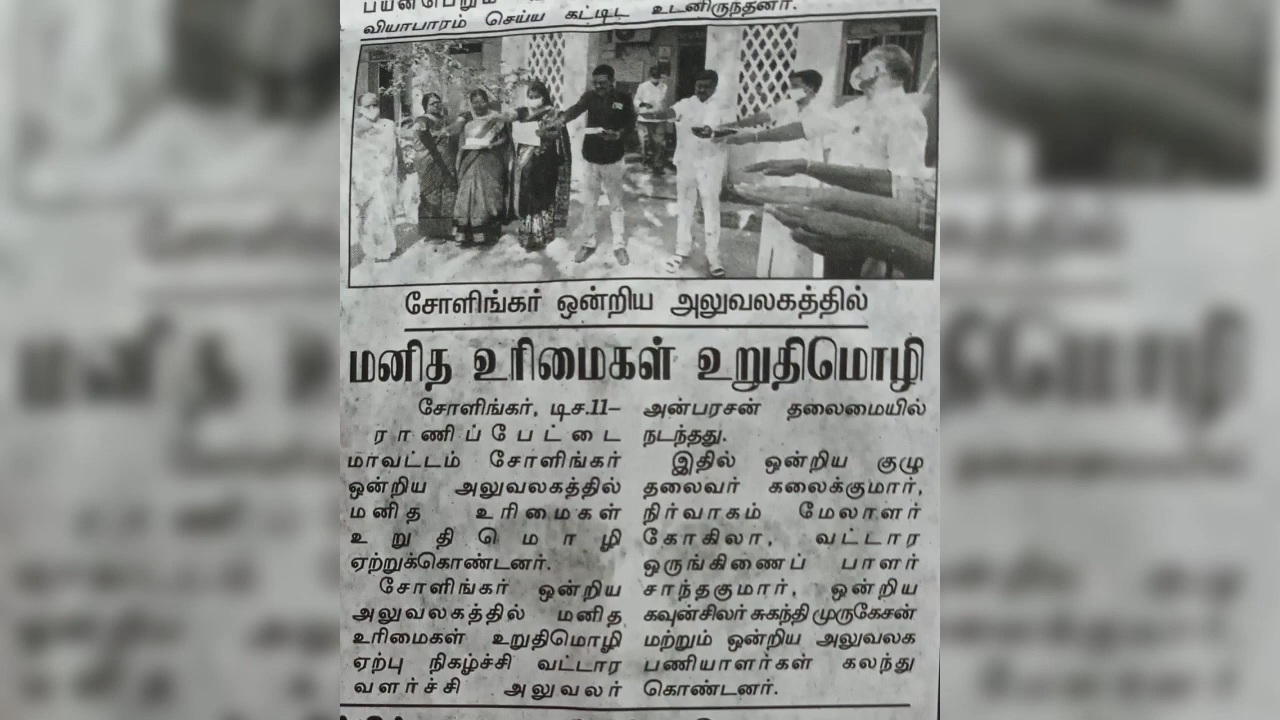 வியாபாரம் செய்ய கட்டிட உடனிருந்தனர்.
சோளிங்கர் ஒன்றிய அலுவலகத்தில்
மனித உரிமைகள் உறுதிமொழி
சோளிங்கர், டிச.11–
ராணிப்பேட்டை
மாவட்டம் சோளிங்கர்
ஒன்றிய அலுவலகத்தில்
மனித உரிமைகள்
உறுதிமொழி
ஏற்றுக்கொண்டனர்.
சோளிங்கர் ஒன்றிய
அலுவலகத்தில் மனித
உரிமைகள் உறுதிமொழி
ஏற்பு நிகழ்ச்சி வட்டார
வளர்ச்சி அலுவலர்
அன்பரசன் தலைமையில்
நடந்தது.
இதில் ஒன்றிய குழு
தலைவர் கலைக்குமார்,
நிர்வாகம் மேலாளர்
கோகிலா, வட்டார
ஒருங்கிணைப் பாளர்
சாந்தகுமார், ஒன்றிய
கவுன்சிலர் சுகந்தி முருகேசன்
மற்றும் ஒன்றிய அலுவலக
பணியாளர்கள் கலந்து
கொண்டனர்.